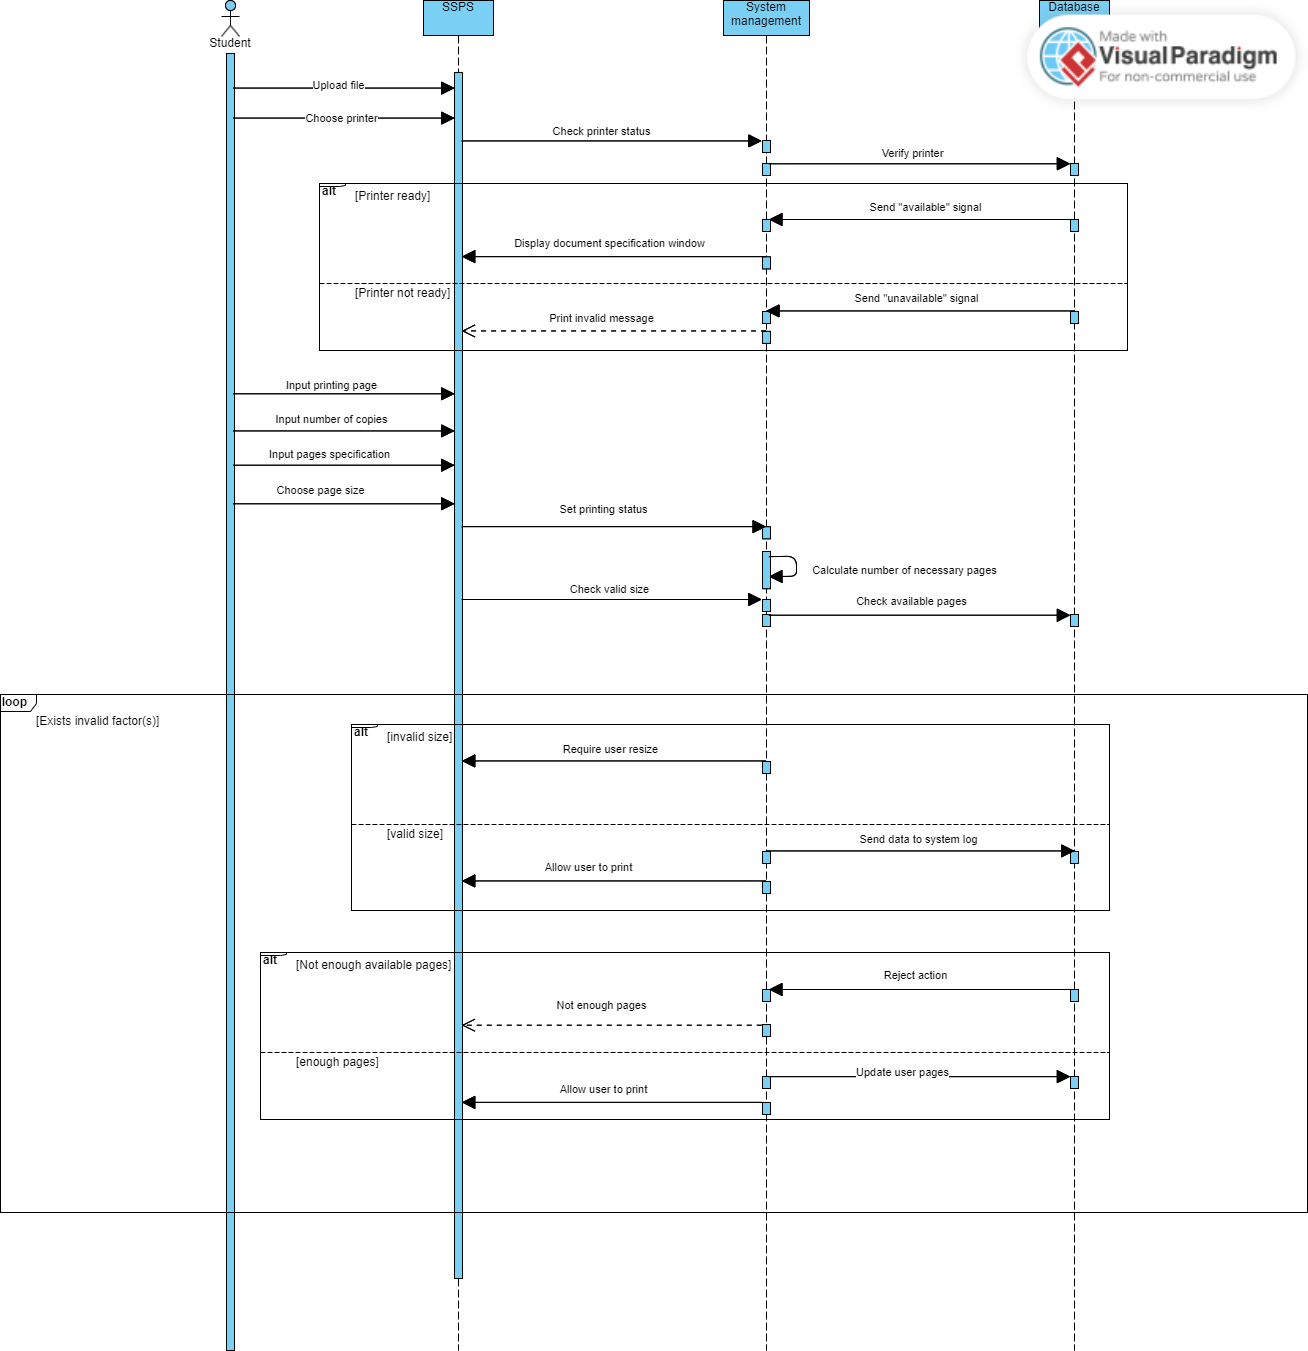 SSPS
System
management
Database
Student
Made with
Visual Paradigm
For non-commercial use
Upload file
Choose printer
Check printer status
Verify printer
alt
[Printer ready]
Send "available" signal
Display document specification window
[Printer not ready]
Send "unavailable" signal
Print invalid message
Input printing page
Input number of copies
Input pages specification
Choose page size
Set printing status
Calculate number of necessary pages
Check valid size
Check available pages
loop
[Exists invalid factor(s)]
alt
[invalid size]
Require user resize
[valid size]
Send data to system log
Allow user to print
alt
[Not enough available pages]
Reject action
Not enough pages
[enough pages]
Update user pages
Allow user to print